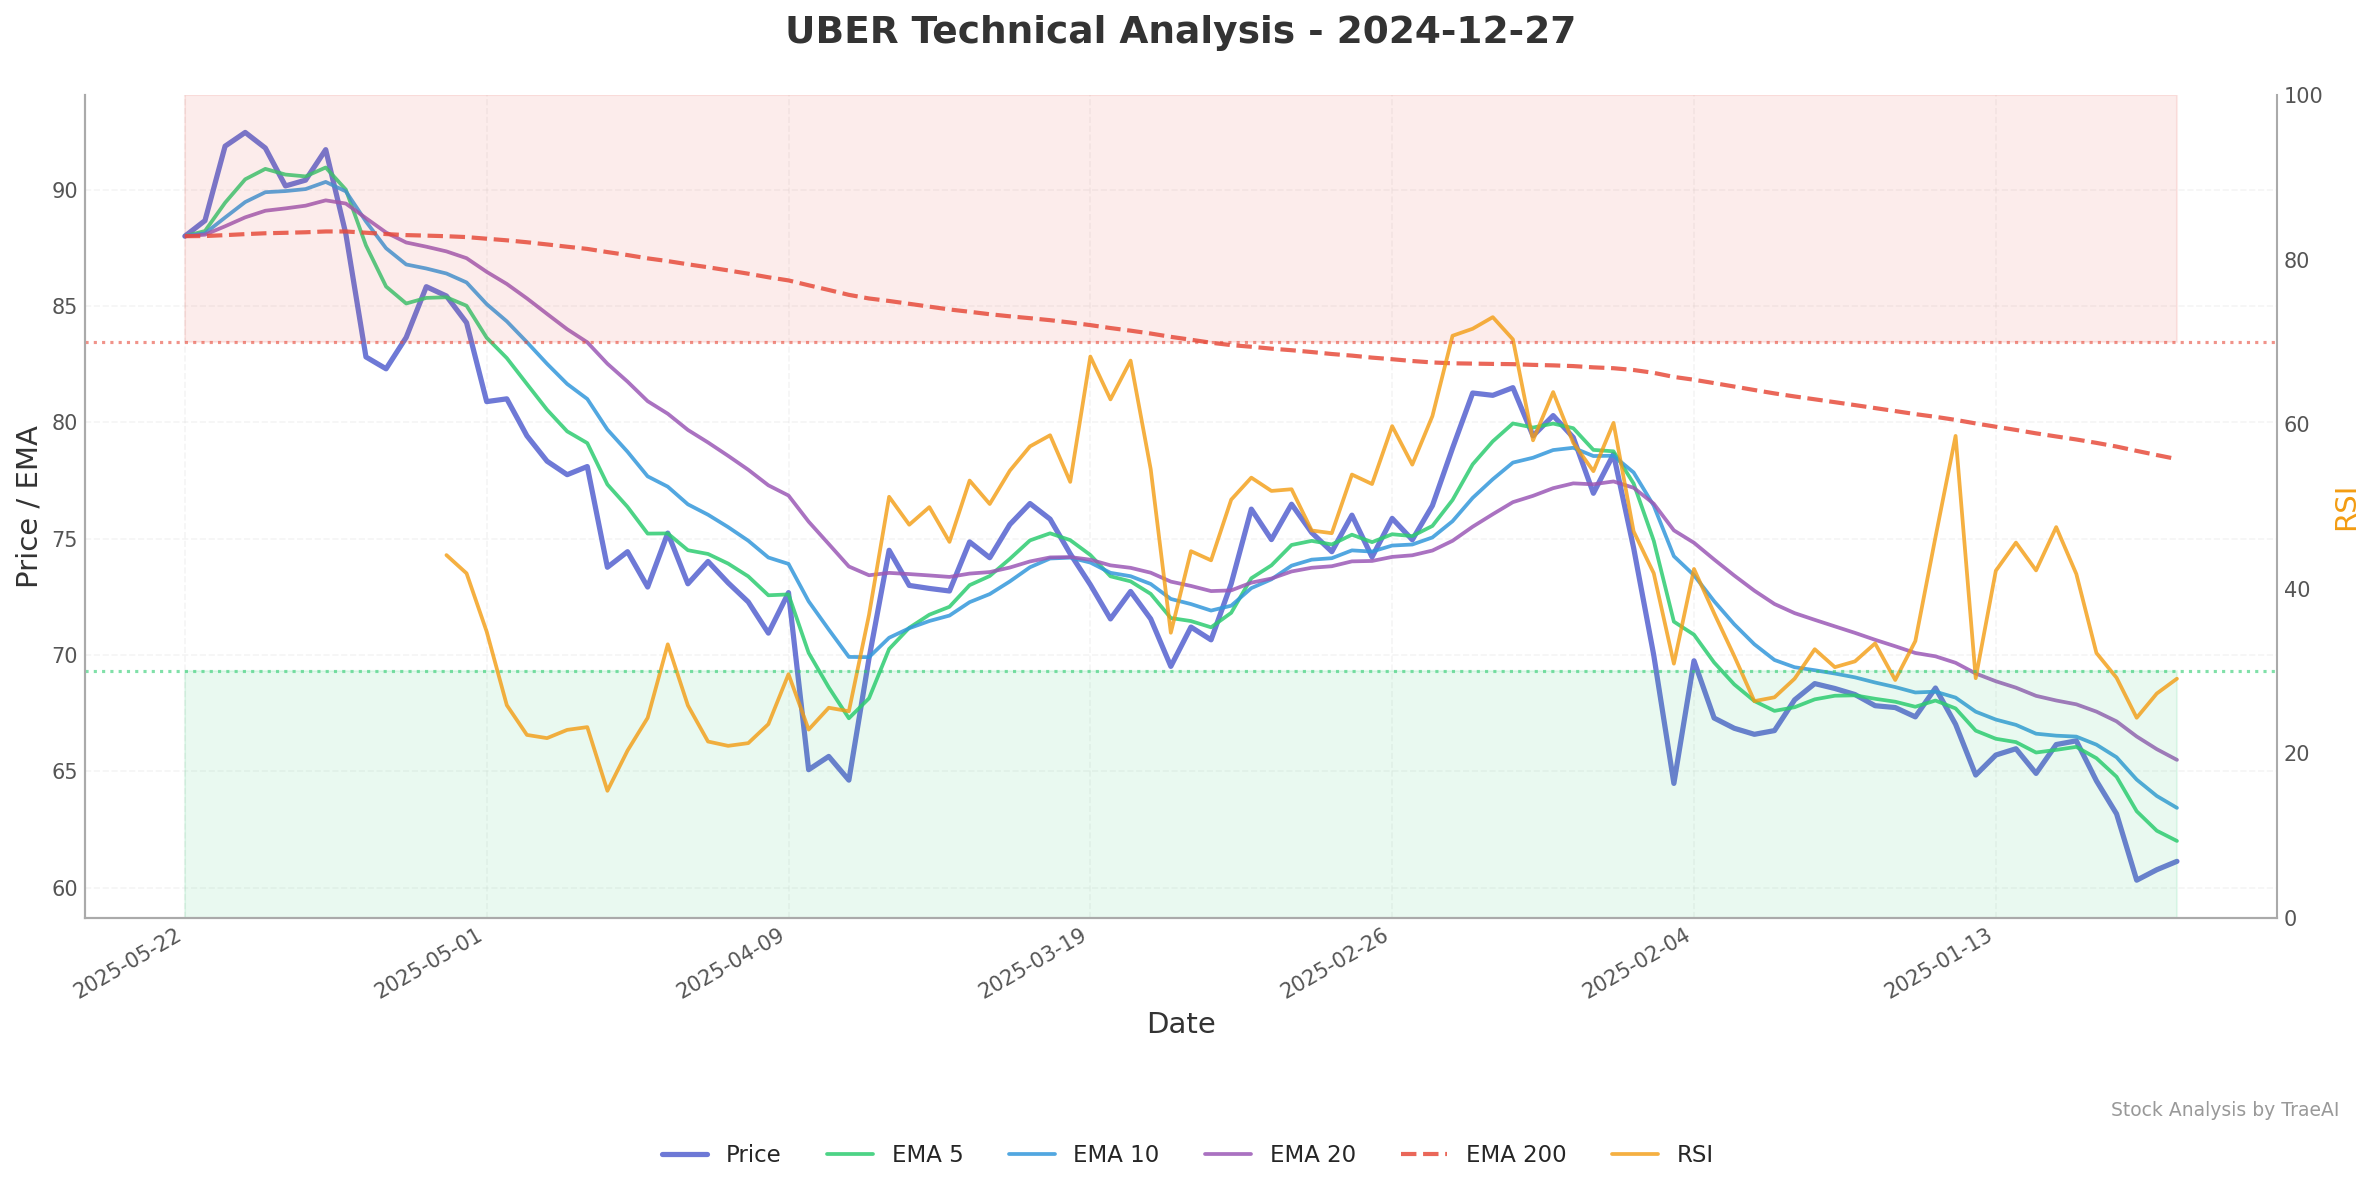 UBER Technical Analysis - 2024-12-27
Price / EMA
90
85
80
75
70
65
60
100
80
60
40
20
0
RSI
2025-05-22
2025-05-01
2025-04-09
2025-03-19
2025-02-26
2025-02-04
2025-01-13
Date
Stock Analysis by TraeAI
Price
EMA 5
EMA 10
EMA 20
EMA 200
RSI